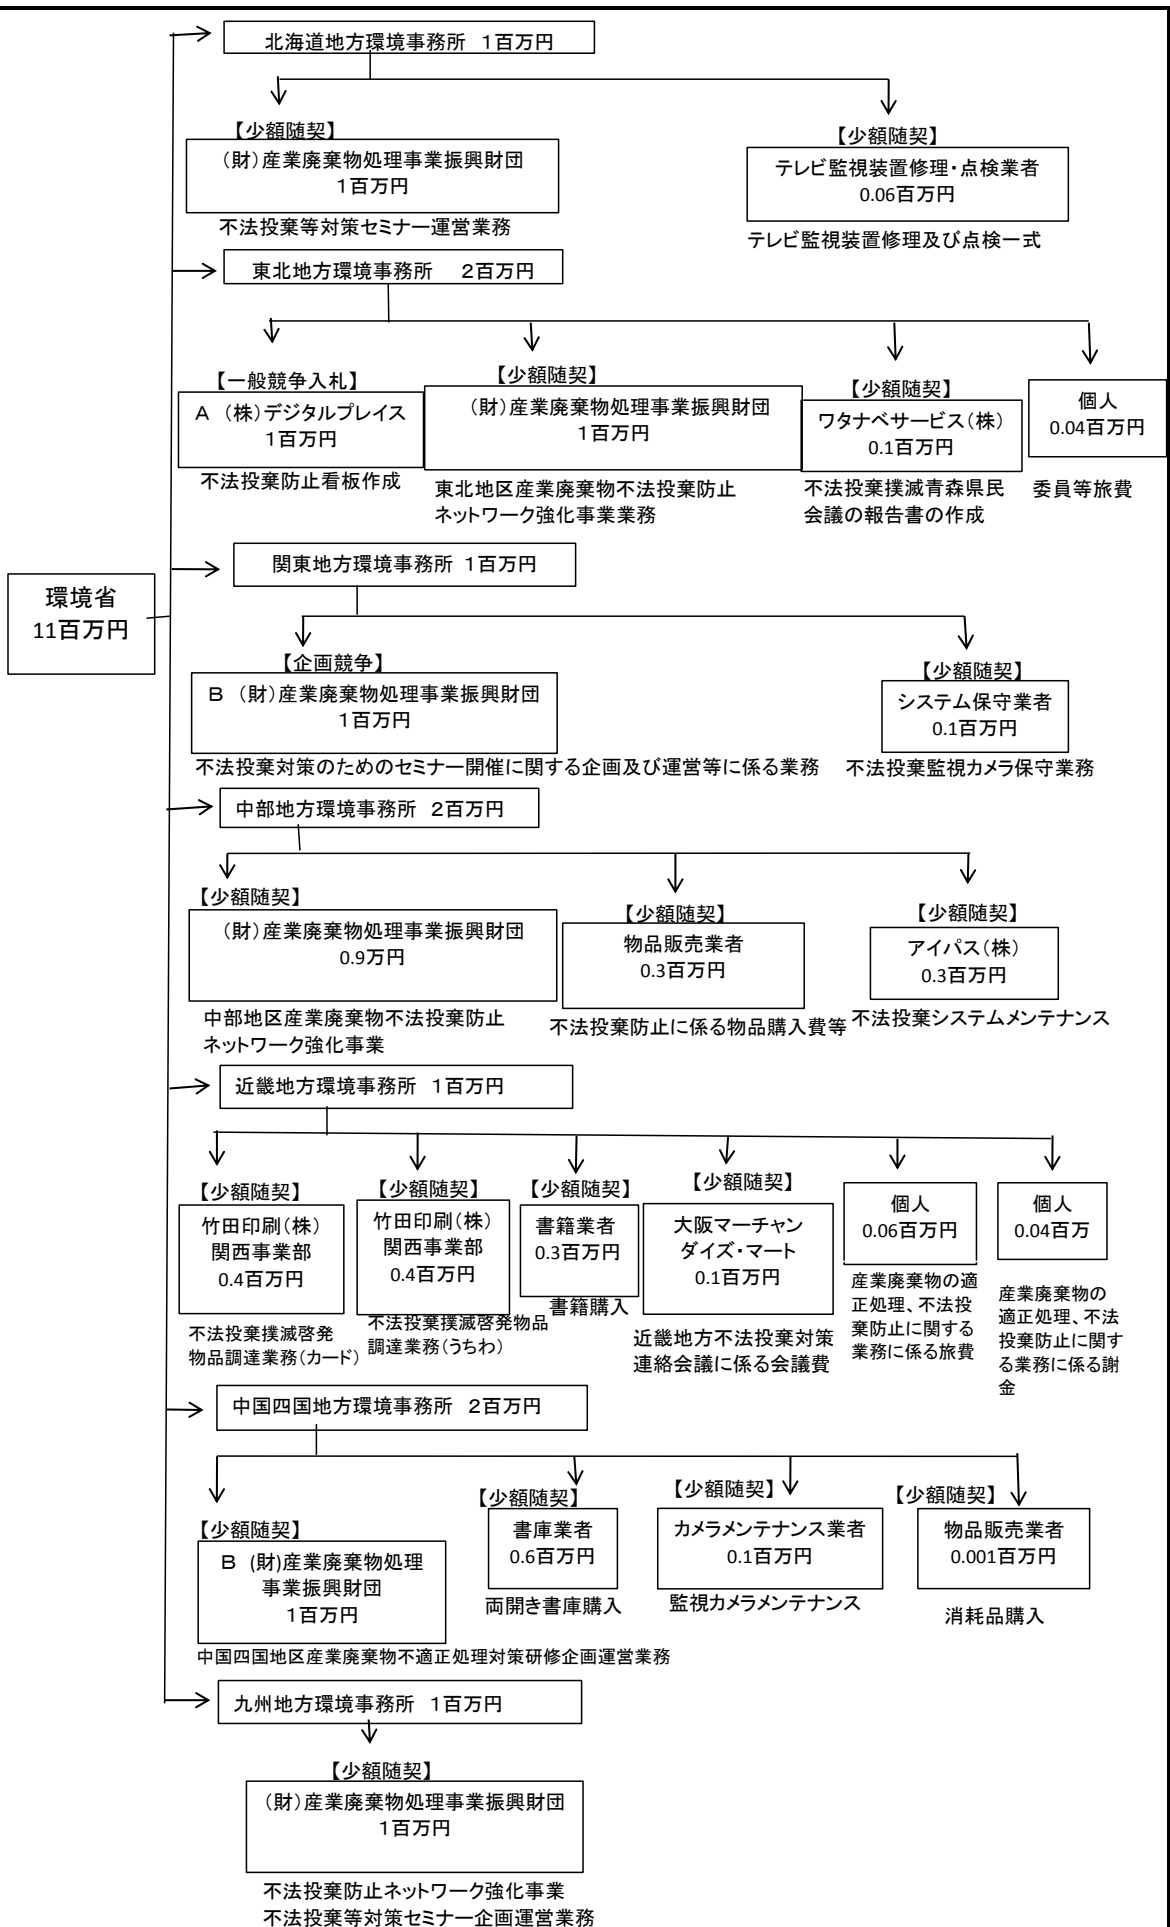 北海道地方環境事務所 1百万円
【少額随契】
（財）産業廃棄物処理事業振興財団
1百万円
不法投棄等対策セミナー運営業務
【少額随契】
テレビ監視装置修理・点検業者
0.06百万円
テレビ監視装置修理及び点検一式
東北地方環境事務所 2百万円
【一般競争入札】
A （株）デジタルプレイス
1百万円
不法投棄防止看板作成
【少額随契】
（財）産業廃棄物処理事業振興財団
1百万円
東北地区産業廃棄物不法投棄防止
ネットワーク強化事業業務
【少額随契】
ワタナベサービス（株）
0.1百万円
不法投棄撲滅青森県民
会議の報告書の作成
個人
0.04百万円
委員等旅費
環境省
11百万円
関東地方環境事務所 1百万円
【企画競争】
B （財）産業廃棄物処理事業振興財団
1百万円
不法投棄対策のためのセミナー開催に関する企画及び運営等に係る業務
【少額随契】
システム保守業者
0.1百万円
不法投棄監視カメラ保守業務
中部地方環境事務所 2百万円
【少額随契】
（財）産業廃棄物処理事業振興財団
0.9万円
中部地区産業廃棄物不法投棄防止
ネットワーク強化事業
【少額随契】
物品販売業者
0.3百万円
不法投棄防止に係る物品購入費等
【少額随契】
アイパス（株）
0.3百万円
不法投棄システムメンテナンス
近畿地方環境事務所 1百万円
【少額随契】
竹田印刷（株）
関西事業部
0.4百万円
不法投棄撲滅啓発
物品調達業務（カード）
【少額随契】
竹田印刷（株）
関西事業部
0.4百万円
不法投棄撲滅啓発物品
調達業務（うちわ）
【少額随契】
書籍業者
0.3百万円
書籍購入
【少額随契】
大阪マーチャン
ダイズ・マート
0.1百万円
近畿地方不法投棄対策
連絡会議に係る会議費
個人
0.06百万円
産業廃棄物の適
正処理、不法投
棄防止に関する
業務に係る旅費
個人
0.04百万
産業廃棄物の
適正処理、不法
投棄防止に関す
る業務に係る謝
金
中国四国地方環境事務所 2百万円
【少額随契】
B (財)産業廃棄物処理
事業振興財団
1百万円
中国四国地区産業廃棄物不適正処理対策研修企画運営業務
【少額随契】
書庫業者
0.6百万円
両開き書庫購入
【少額随契】
カメラメンテナンス業者
0.1百万円
監視カメラメンテナンス
【少額随契】
物品販売業者
0.001百万円
消耗品購入
九州地方環境事務所 1百万円
【少額随契】
（財）産業廃棄物処理事業振興財団
1百万円
不法投棄防止ネットワーク強化事業
不法投棄等対策セミナー企画運営業務